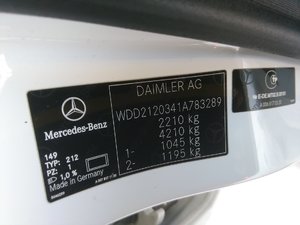 DAIMLER AG
WDD2120341A783289
2210 kg
4210 kg
1- 1045 kg
2- 1195 kg
Mercedes-Benz
149
TYP: 212
PZ: 1
1,0 %
Made in Germany